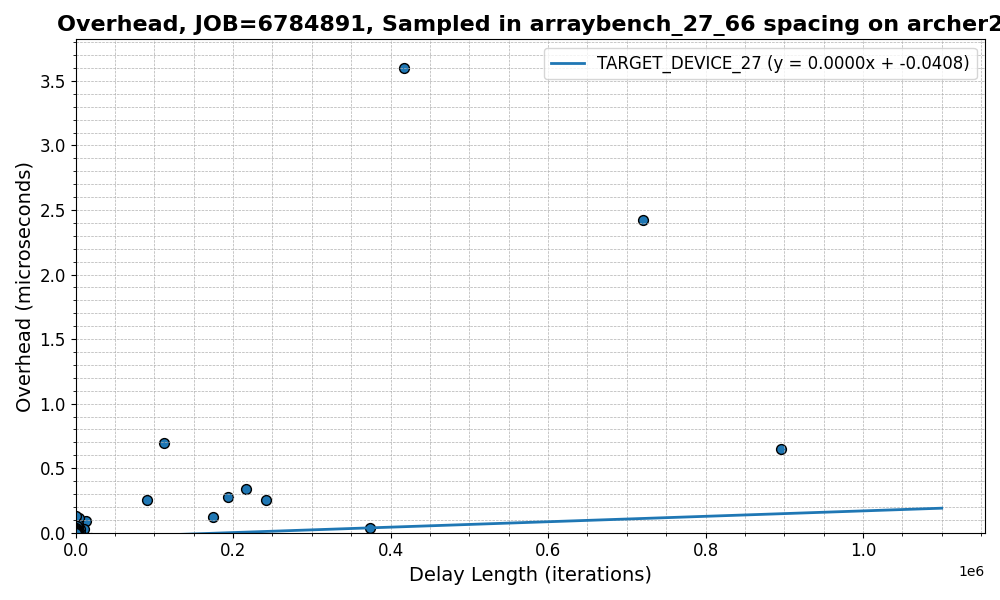 Overhead, JOB=6784891, Sampled in arraybench_27_66 spacing on archer2
TARGET_DEVICE_27 (y = 0.0000x + -0.0408)
Overhead (microseconds)
3.5
3.0
2.5
2.0
1.5
1.0
0.5
0.0
0.0 0.2 0.4 0.6 0.8 1.0
1e6
Delay Length (iterations)